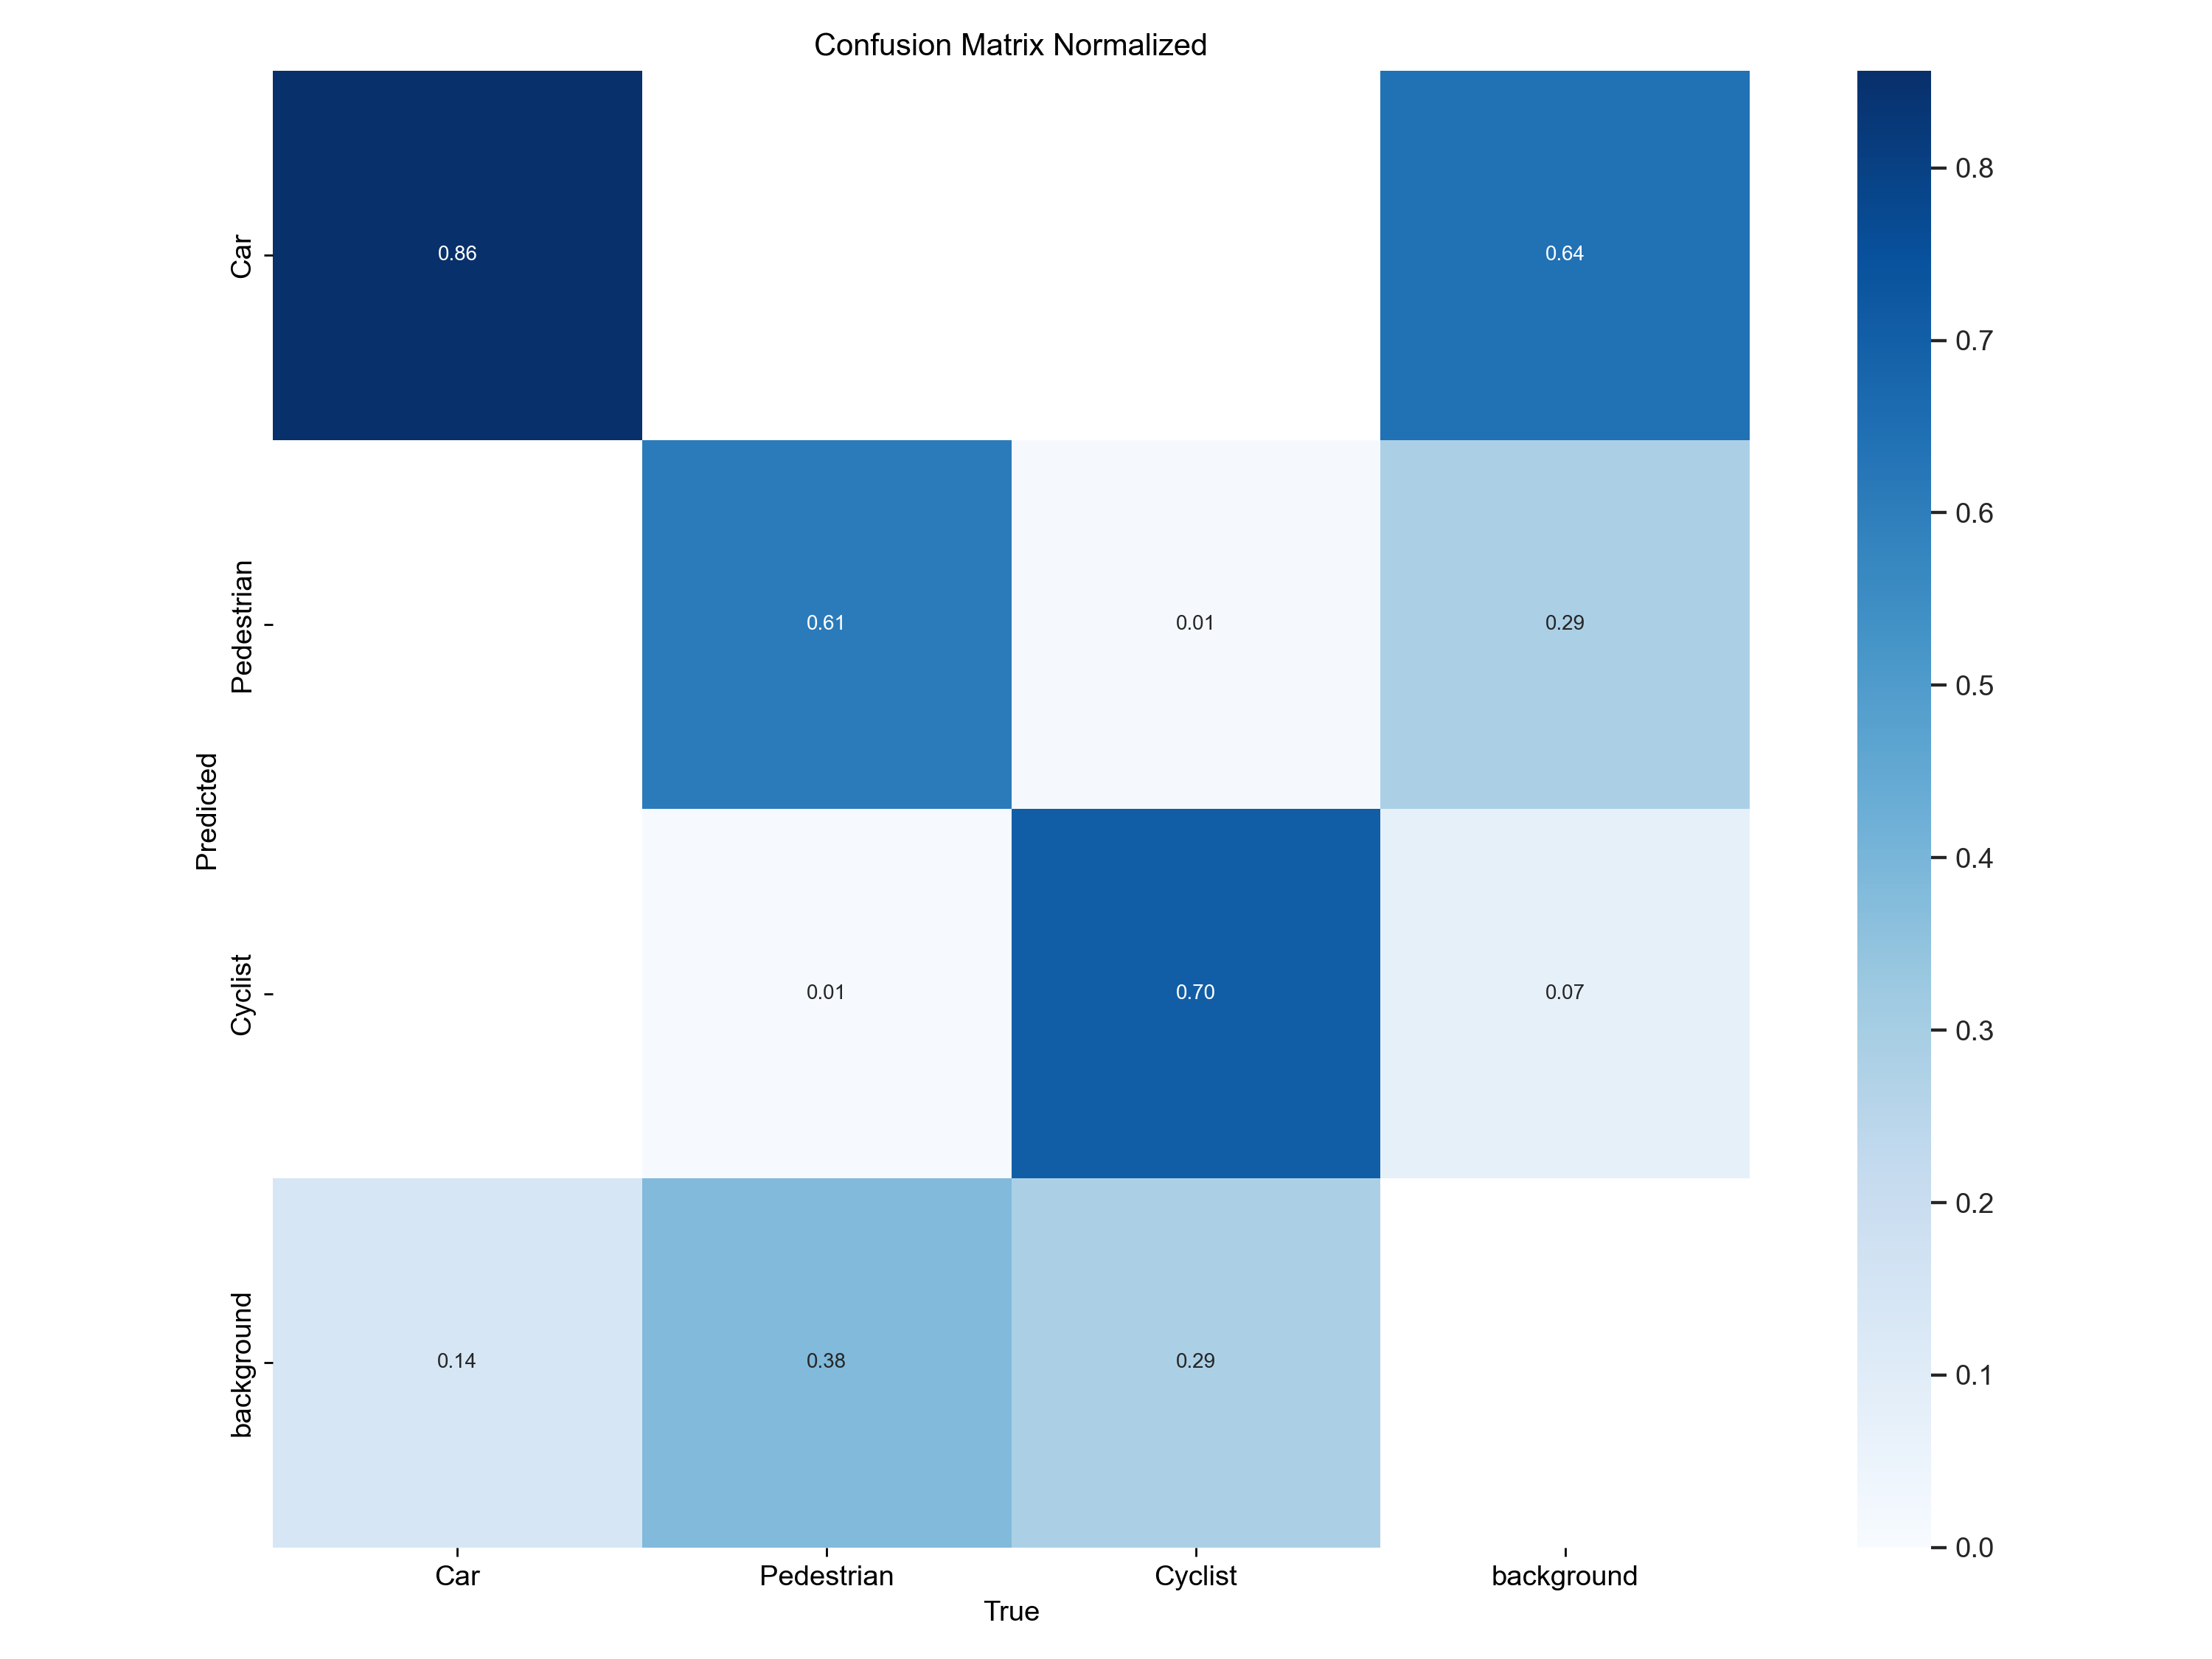 Confusion Matrix Normalized
Car
0.86
0.64
Pedestrian
0.61
0.01
0.29
Cyclist
0.01
0.70
0.07
background
0.14
0.38
0.29
Predicted
Car
Pedestrian
Cyclist
background
True
0.8
0.7
0.6
0.5
0.4
0.3
0.2
0.1
0.0